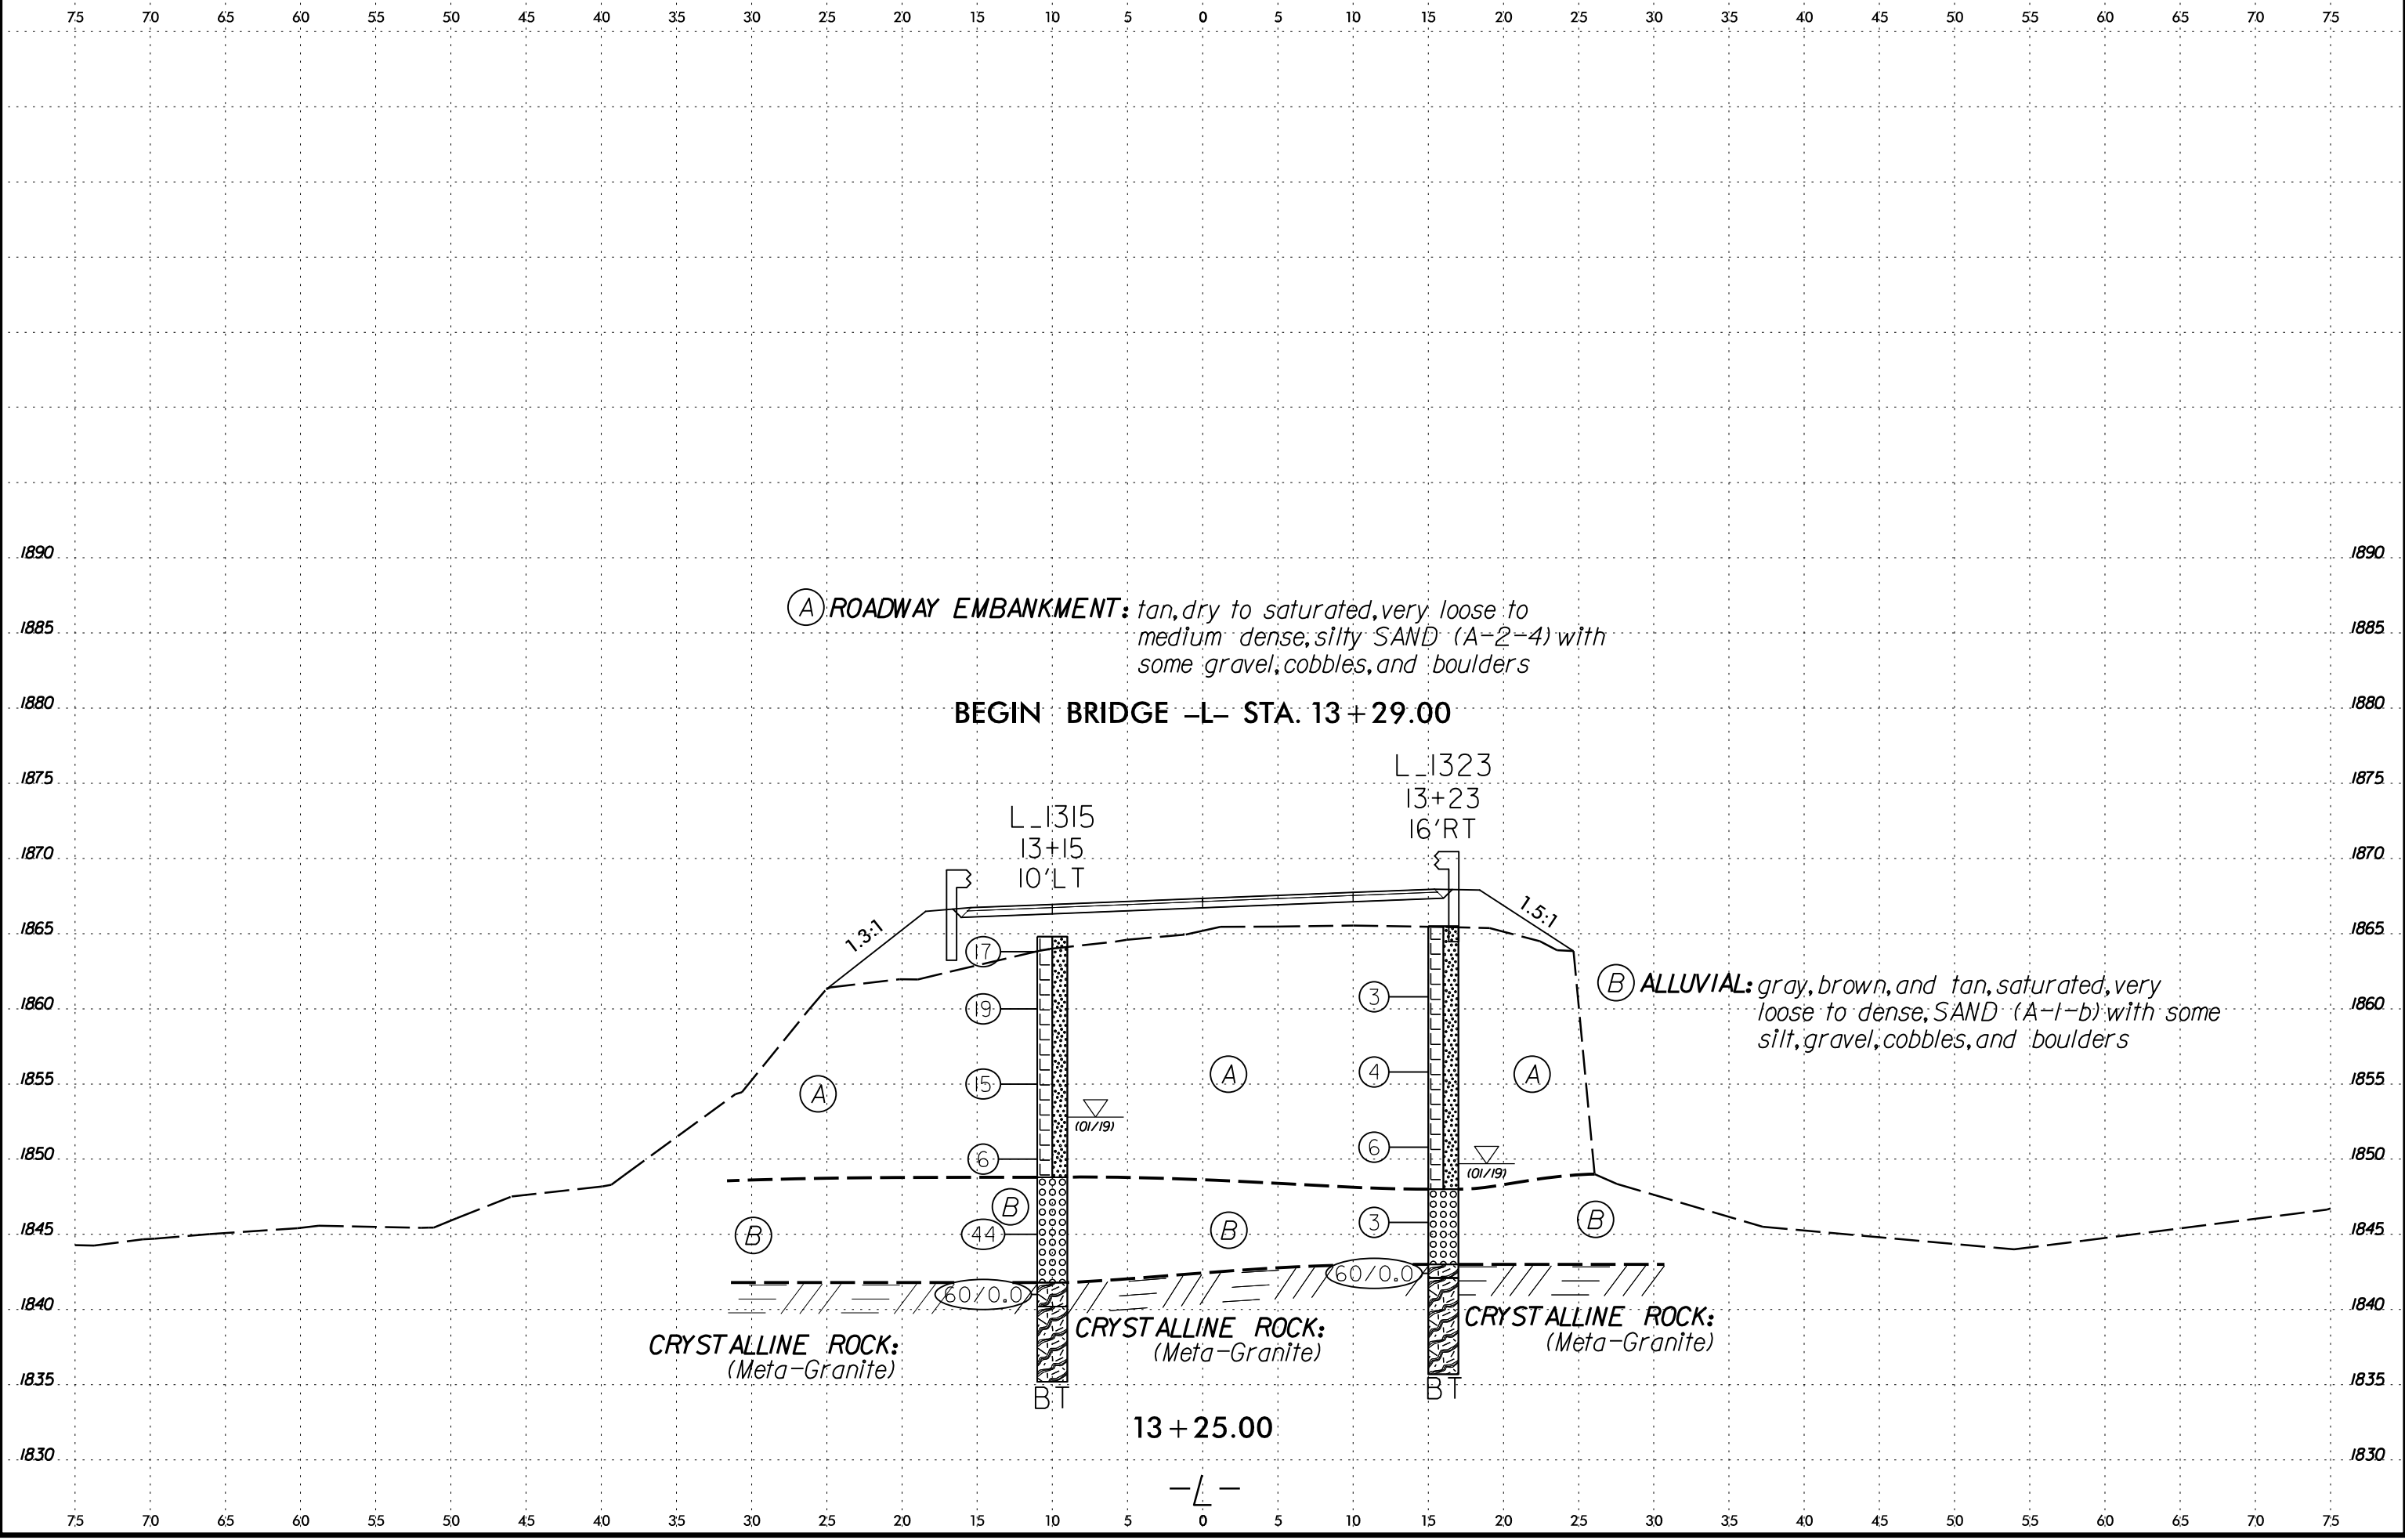 75 70 65 60 55 50 45 40 35 30 25 20 15 10 5 0 5 10 15 20 25 30 35 40 45 50 55 60 65 70 75
1890 1890
(A) ROADWAY EMBANKMENT: tan, dry to saturated, very loose to
medium dense, silty SAND (A-2-4) with
some gravel, cobbles, and boulders
1885 1885
1880 1880
BEGIN BRIDGE -L- STA. 13+29.00
1875 1875
L_1323
13+23
16'RT
L_1315
13+15
10'LT
1870 1870
1865 1865
1.3:1
1.5:1
17
(B) ALLUVIAL: gray, brown, and tan, saturated, very
loose to dense, SAND (A-1-b) with some
silt, gravel, cobbles, and boulders
3
1860 1860
19
A
A
4
15
1855 1855
A
(01/19)
6
6
1850 1850
(01/19)
B
B
B
B
3
44
1845 1845
60/0.0
60/0.0
1840 1840
CRYSTALLINE ROCK:
(Meta-Granite)
CRYSTALLINE ROCK:
(Meta-Granite)
CRYSTALLINE ROCK:
(Meta-Granite)
1835 1835
BT
BT
13+25.00
1830 1830
-L-
75 70 65 60 55 50 45 40 35 30 25 20 15 10 5 0 5 10 15 20 25 30 35 40 45 50 55 60 65 70 75